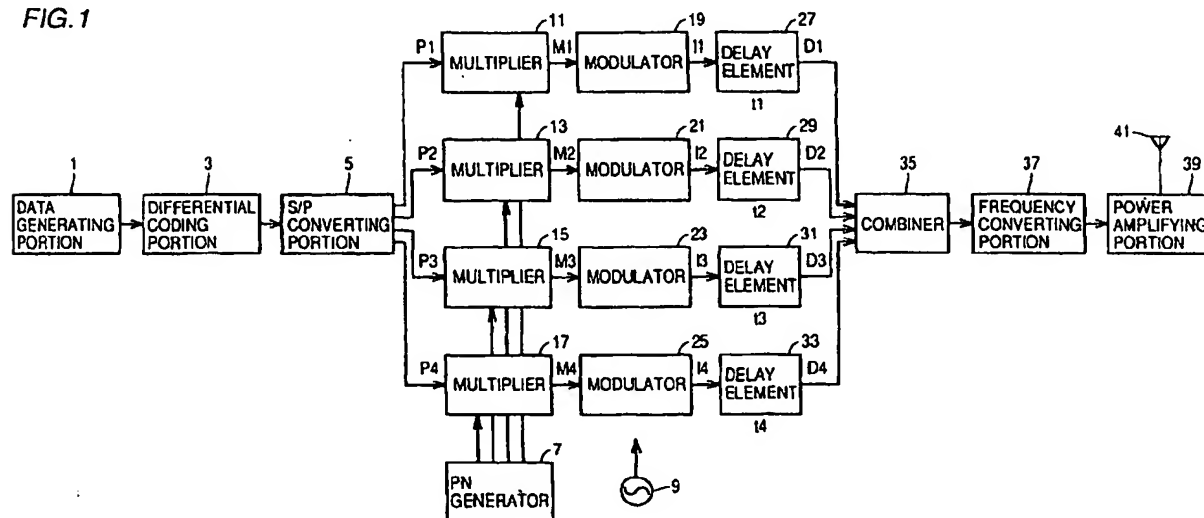 FIG.1
11
19
27
P1
MULTIPLIER
M1
MODULATOR
I1
DELAY
ELEMENT
D1
t1
13
21
29
P2
MULTIPLIER
M2
MODULATOR
I2
DELAY
ELEMENT
D2
t2
41
1
3
5
35
37
39
DATA
GENERATING
PORTION
DIFFERENTIAL
CODING
PORTION
S/P
CONVERTING
PORTION
COMBINER
FREQUENCY
CONVERTING
PORTION
POWER
AMPLIFYING
PORTION
15
23
31
P3
MULTIPLIER
M3
MODULATOR
I3
DELAY
ELEMENT
D3
t3
17
25
33
P4
MULTIPLIER
M4
MODULATOR
I4
DELAY
ELEMENT
D4
t4
7
PN
GENERATOR
9